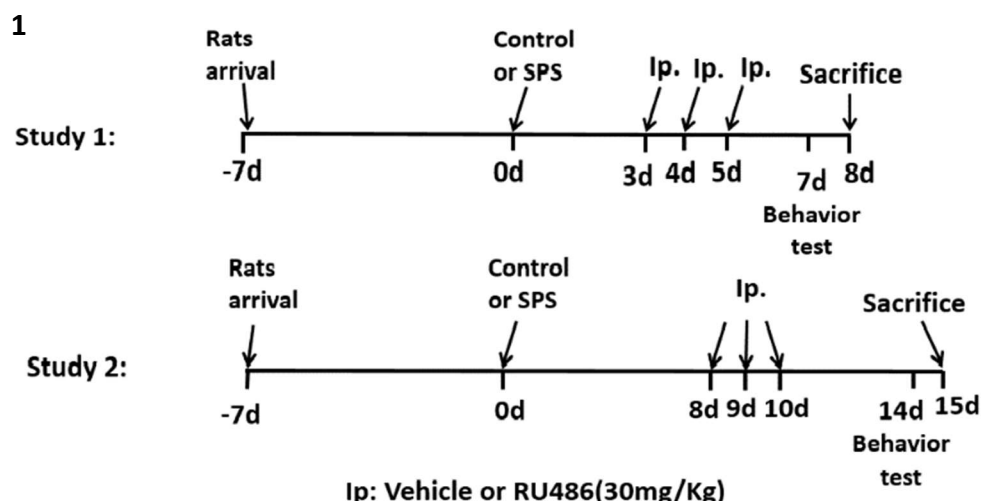 1
Rats
arrival
Control
or SPS
Ip. Ip. Ip.
Sacrifice
Study 1:
-7d 0d 3d 4d 5d 7d 8d
Behavior
test
Rats
arrival
Control
or SPS
Ip.
Sacrifice
Study 2:
-7d 0d 8d 9d 10d 14d 15d
Behavior
test
Ip: Vehicle or RU486(30mg/Kg)